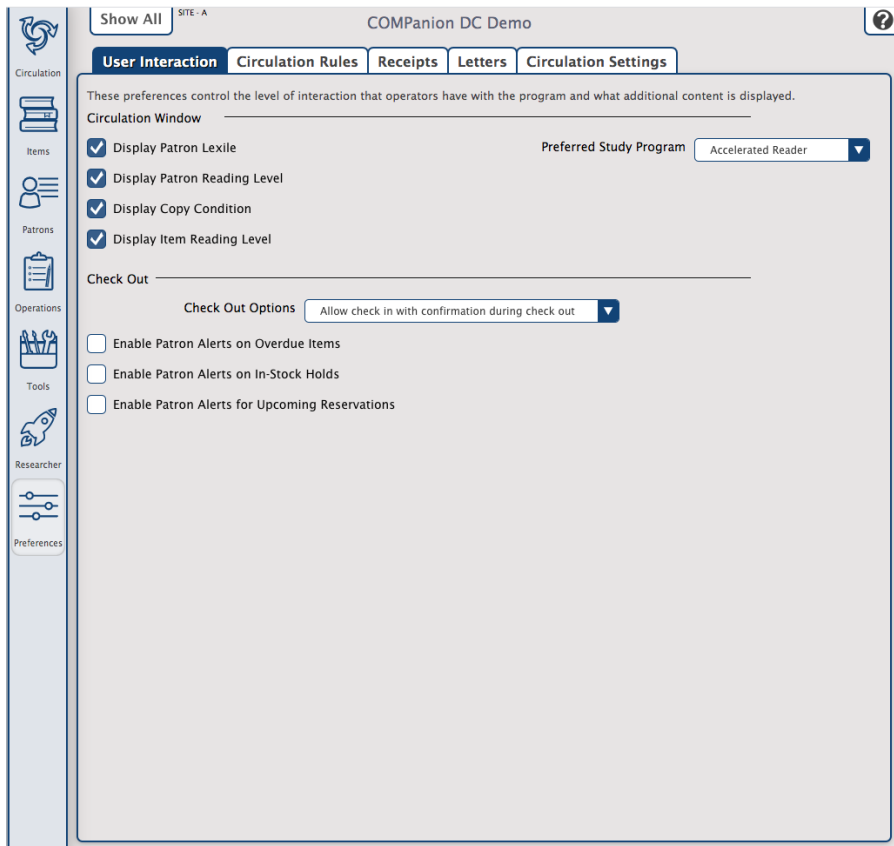 Show All
SITE - A
COMPanion DC Demo
?
Circulation
Items
Patrons
Operations
Tools
Researcher
Preferences
User Interaction
Circulation Rules
Receipts
Letters
Circulation Settings
These preferences control the level of interaction that operators have with the program and what additional content is displayed.
Circulation Window
Display Patron Lexile
Preferred Study Program
Accelerated Reader
Display Patron Reading Level
Display Copy Condition
Display Item Reading Level
Check Out
Check Out Options
Allow check in with confirmation during check out
Enable Patron Alerts on Overdue Items
Enable Patron Alerts on In-Stock Holds
Enable Patron Alerts for Upcoming Reservations